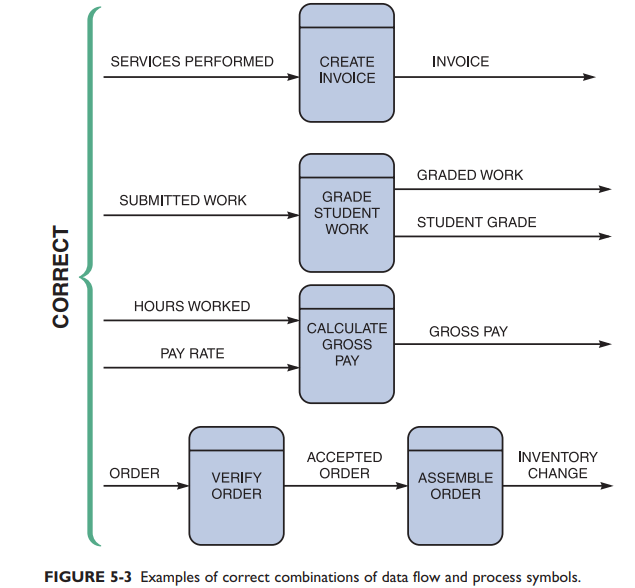 CORRECT
SERVICES PERFORMED
CREATE
INVOICE
INVOICE
SUBMITTED WORK
GRADE
STUDENT
WORK
GRADED WORK
STUDENT GRADE
HOURS WORKED
PAY RATE
CALCULATE
GROSS
PAY
GROSS PAY
ORDER
VERIFY
ORDER
ACCEPTED
ORDER
ASSEMBLE
ORDER
INVENTORY
CHANGE
FIGURE 5-3 Examples of correct combinations of data flow and process symbols.